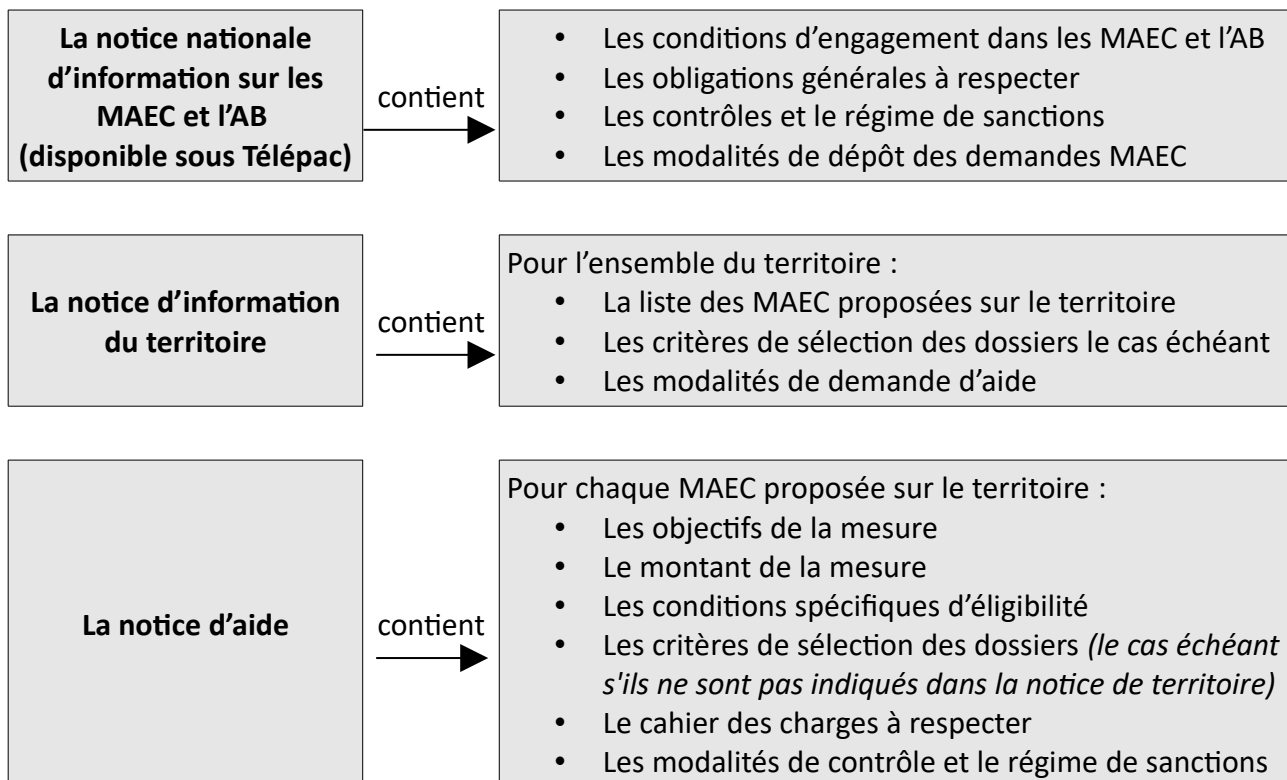 La notice nationale
d’information sur les
MAEC et l’AB
(disponible sous Télépac)
contient
• Les conditions d’engagement dans les MAEC et l’AB
• Les obligations générales à respecter
• Les contrôles et le régime de sanctions
• Les modalités de dépôt des demandes MAEC
La notice d’information
du territoire
contient
Pour l’ensemble du territoire :
• La liste des MAEC proposées sur le territoire
• Les critères de sélection des dossiers le cas échéant
• Les modalités de demande d’aide
La notice d’aide
contient
Pour chaque MAEC proposée sur le territoire :
• Les objectifs de la mesure
• Le montant de la mesure
• Les conditions spécifiques d’éligibilité
• Les critères de sélection des dossiers (le cas échéant
s'ils ne sont pas indiqués dans la notice de territoire)
• Le cahier des charges à respecter
• Les modalités de contrôle et le régime de sanctions